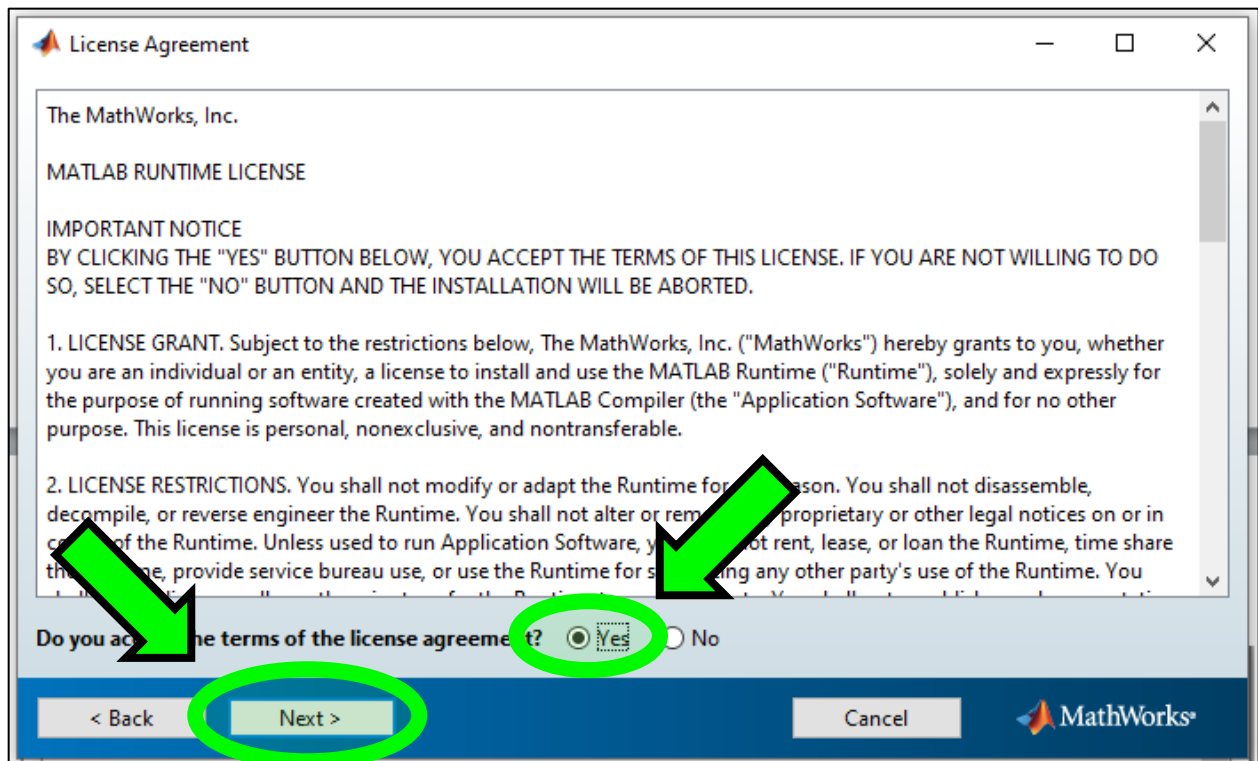 License Agreement
The MathWorks, Inc.
MATLAB RUNTIME LICENSE
IMPORTANT NOTICE
BY CLICKING THE "YES" BUTTON BELOW, YOU ACCEPT THE TERMS OF THIS LICENSE. IF YOU ARE NOT WILLING TO DO
SO, SELECT THE "NO" BUTTON AND THE INSTALLATION WILL BE ABORTED.
1. LICENSE GRANT. Subject to the restrictions below, The MathWorks, Inc. ("MathWorks") hereby grants to you, whether
you are an individual or an entity, a license to install and use the MATLAB Runtime ("Runtime"), solely and expressly for
the purpose of running software created with the MATLAB Compiler (the "Application Software"), and for no other
purpose. This license is personal, nonexclusive, and nontransferable.
2. LICENSE RESTRICTIONS. You shall not modify or adapt the Runtime for ason. You shall not disassemble,
decompile, or reverse engineer the Runtime. You shall not alter or rem proprietary or other legal notices on or in
of the Runtime. Unless used to run Application Software, y ot rent, lease, or loan the Runtime, time share
the me, provide service bureau use, or use the Runtime for s ing any other party's use of the Runtime. You
Do you ac he terms of the license agreement? Yes No
< Back Next > Cancel MathWorks®